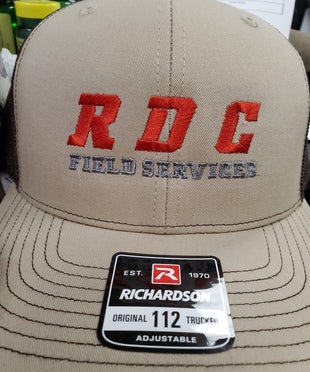 RDC
FIELD SERVICES
EST. R 1970
RICHARDSON
ORIGINAL 112 TRUCKER
ADJUSTABLE